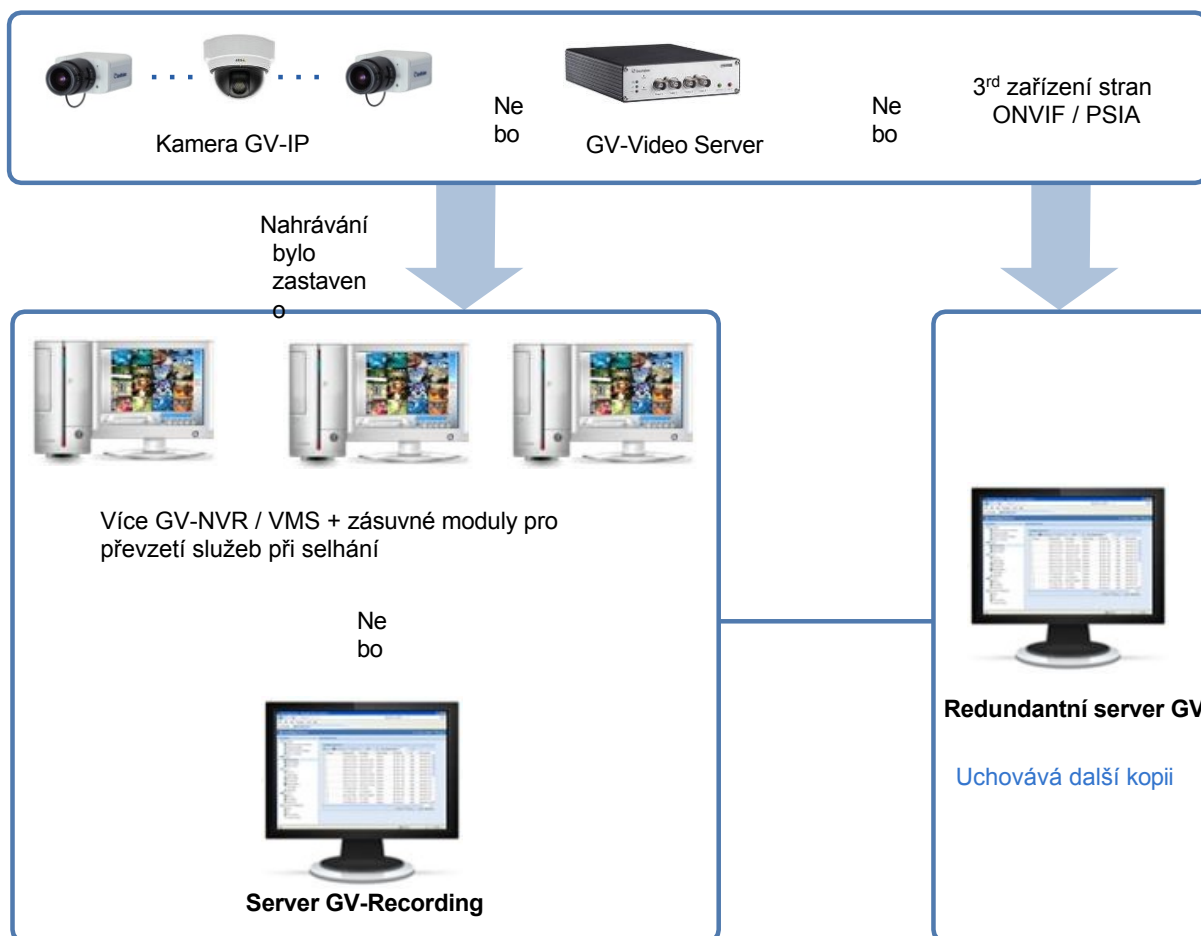 Kamera GV-IP
Ne
bo
GV-Video Server
Ne
bo
3rd zařízení stran
ONVIF / PSIA
Nahrávání
bylo
zastaven
o
Více GV-NVR / VMS + zásuvné moduly pro
převzetí služeb při selhání
Ne
bo
Server GV-Recording
Redundantní server GV
Uchovává další kopii